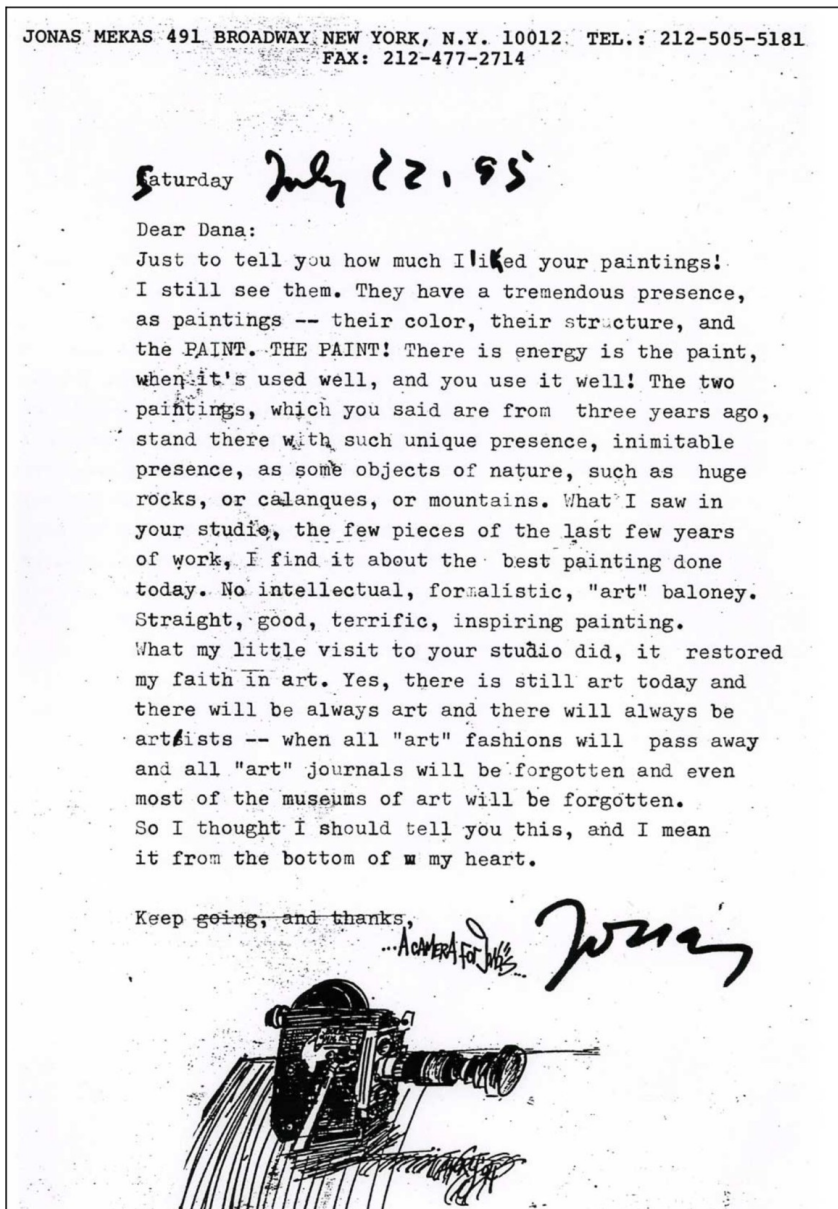 JONAS MEKAS 491 BROADWAY NEW YORK, N.Y. 10012 TEL.: 212-505-5181
FAX: 212-477-2714
Saturday July 22, 95
Dear Dana:
Just to tell you how much I liked your paintings!
I still see them. They have a tremendous presence,
as paintings -- their color, their structure, and
the PAINT. THE PAINT! There is energy is the paint,
when it's used well, and you use it well! The two
paintings, which you said are from three years ago,
stand there with such unique presence, inimitable
presence, as some objects of nature, such as huge
rocks, or calanques, or mountains. What I saw in
your studio, the few pieces of the last few years
of work, I find it about the best painting done
today. No intellectual, formalistic, "art" baloney.
Straight, good, terrific, inspiring painting.
What my little visit to your studio did, it restored
my faith in art. Yes, there is still art today and
there will be always art and there will always be
artists -- when all "art" fashions will pass away
and all "art" journals will be forgotten and even
most of the museums of art will be forgotten.
So I thought I should tell you this, and I mean
it from the bottom of m my heart.
Keep going, and thanks,
...A CAMERA FOR JONAS... Jonas